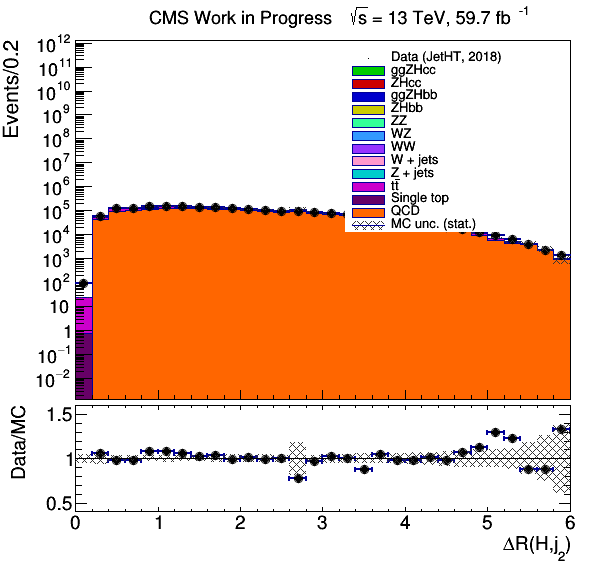 CMS Work in Progress √s = 13 TeV, 59.7 fb⁻¹
Events/0.2
10¹²
10¹¹
10¹⁰
10⁹
10⁸
10⁷
10⁶
10⁵
10⁴
10³
10²
10
1
10⁻¹
10⁻²
Data (JetHT, 2018)
ggZHcc
ZHcc
ggZHbb
ZHbb
ZZ
WZ
WW
W + jets
Z + jets
tt̄
Single top
QCD
MC unc. (stat.)
Data/MC
1.5
1
0.5
0 1 2 3 4 5 6
ΔR(H,j₂)